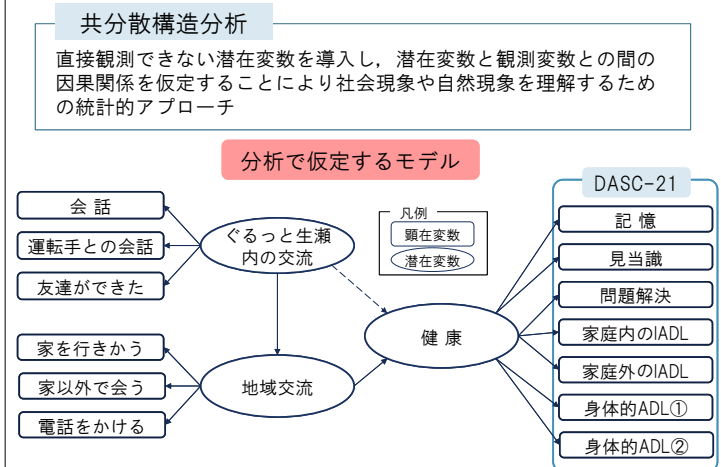 共分散構造分析
直接観測できない潜在変数を導入し，潜在変数と観測変数との間の
因果関係を仮定することにより社会現象や自然現象を理解するため
の統計的アプローチ
分析で仮定するモデル
会 話
運転手との会話
友達ができた
家を行きかう
家以外で会う
電話をかける
ぐるっと生瀬
内の交流
地域交流
凡例
顕在変数
潜在変数
健 康
DASC-21
記 憶
見当識
問題解決
家庭内のIADL
家庭外のIADL
身体的ADL①
身体的ADL②